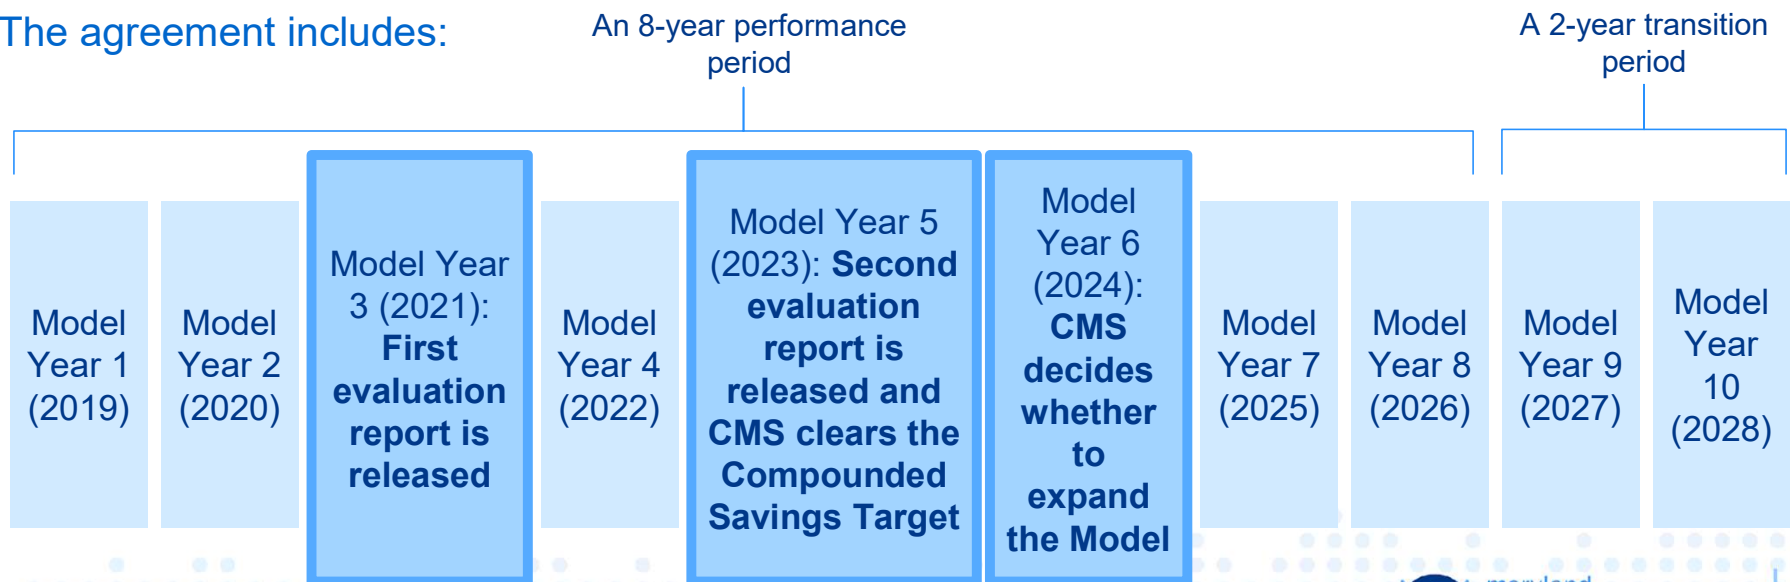 The agreement includes:
An 8-year performance
period
A 2-year transition
period
Model
Year 1
(2019)
Model
Year 2
(2020)
Model Year
3 (2021):
First
evaluation
report is
released
Model
Year 4
(2022)
Model Year 5
(2023): Second
evaluation
report is
released and
CMS clears the
Compounded
Savings Target
Model
Year 6
(2024):
CMS
decides
whether
to
expand
the Model
Model
Year 7
(2025)
Model
Year 8
(2026)
Model
Year 9
(2027)
Model
Year
10
(2028)
maryland